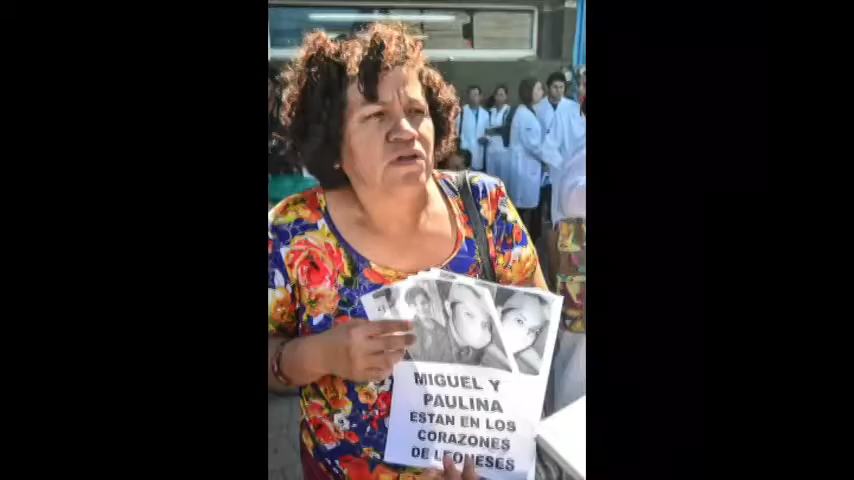 MIGUEL Y
PAULINA
ESTAN EN LOS
CORAZONES
DE LEONESES